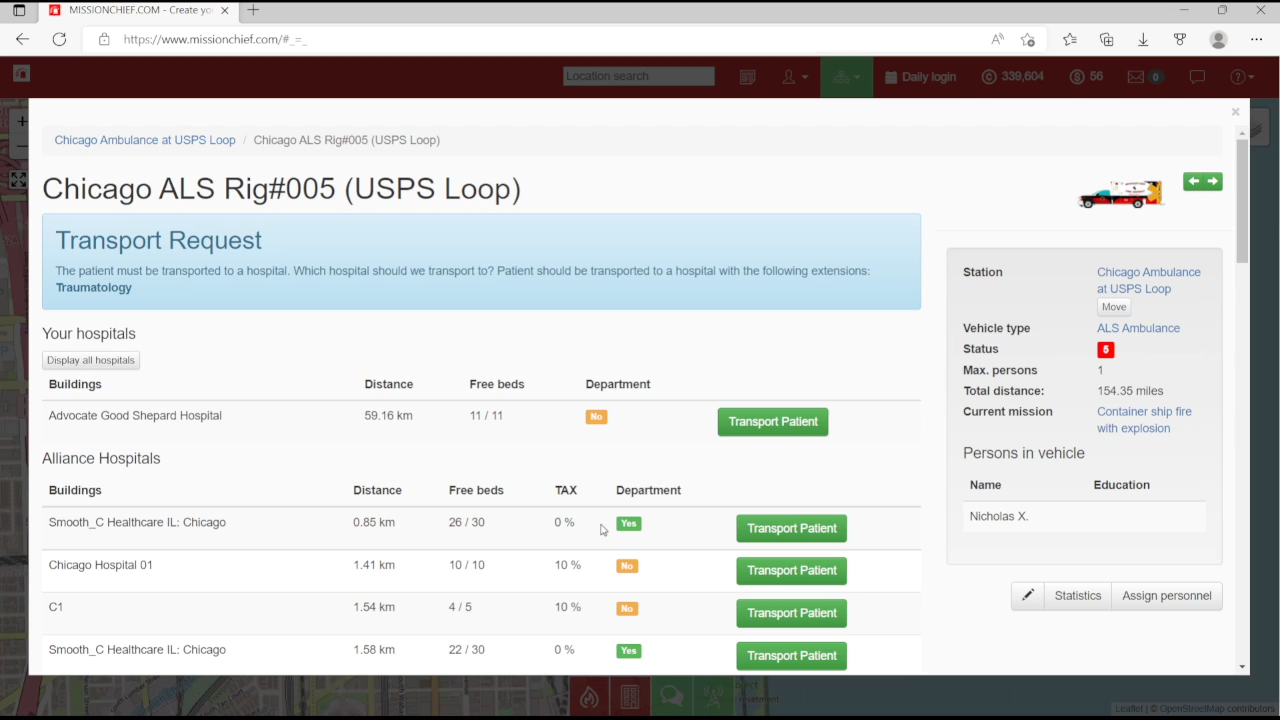 MISSIONCHIEF.COM - Create yo
https://www.missionchief.com/#_=_
Location search
Daily login
339,604
56
0
Chicago Ambulance at USPS Loop / Chicago ALS Rig#005 (USPS Loop)
Chicago ALS Rig#005 (USPS Loop)
Transport Request
The patient must be transported to a hospital. Which hospital should we transport to? Patient should be transported to a hospital with the following extensions:
Traumatology
Your hospitals
Display all hospitals
Buildings Distance Free beds Department
Advocate Good Shepard Hospital 59.16 km 11 / 11 No Transport Patient
Alliance Hospitals
Buildings Distance Free beds TAX Department
Smooth_C Healthcare IL: Chicago 0.85 km 26 / 30 0 % Yes Transport Patient
Chicago Hospital 01 1.41 km 10 / 10 10 % No Transport Patient
C1 1.54 km 4 / 5 10 % No Transport Patient
Smooth_C Healthcare IL: Chicago 1.58 km 22 / 30 0 % Yes Transport Patient
Station Chicago Ambulance
at USPS Loop
Move
Vehicle type ALS Ambulance
Status 5
Max. persons 1
Total distance: 154.35 miles
Current mission Container ship fire
with explosion
Persons in vehicle
Name Education
Nicholas X.
Statistics Assign personnel
Leaflet | © OpenStreetMap contributors